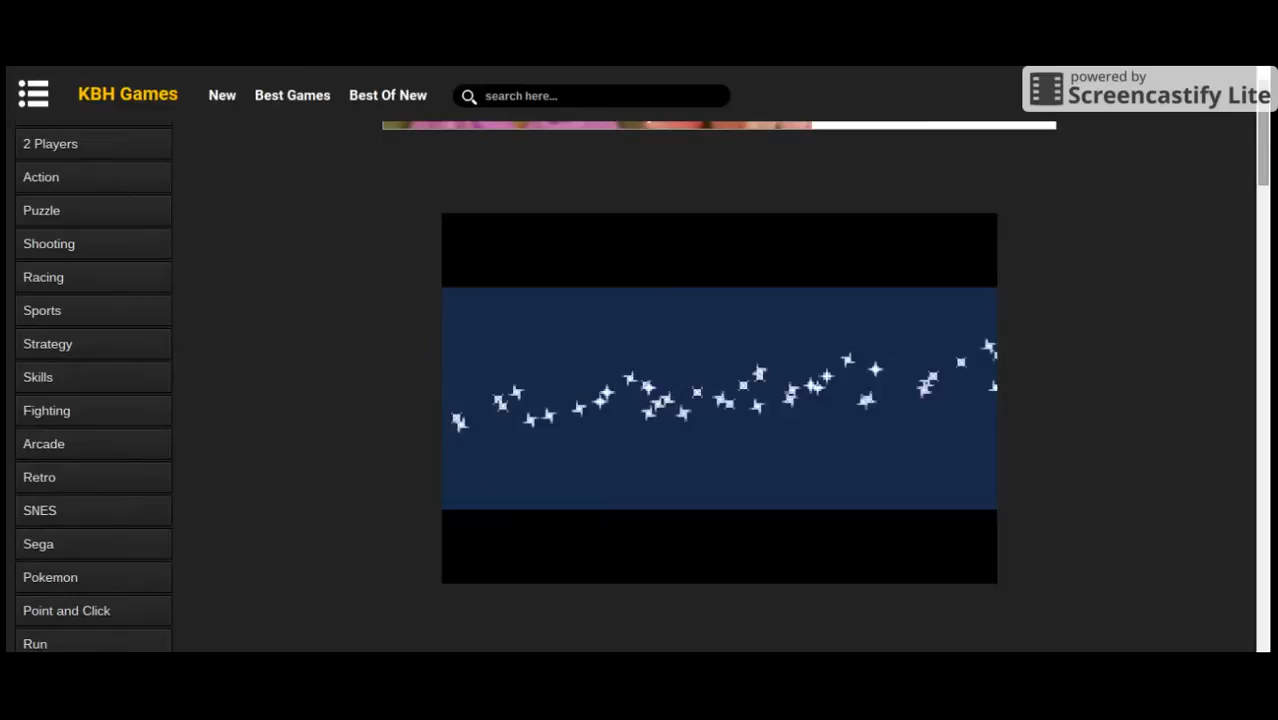 powered by
Screencastify Lite
KBH Games
New
Best Games
Best Of New
search here...
2 Players
Action
Puzzle
Shooting
Racing
Sports
Strategy
Skills
Fighting
Arcade
Retro
SNES
Sega
Pokemon
Point and Click
Run